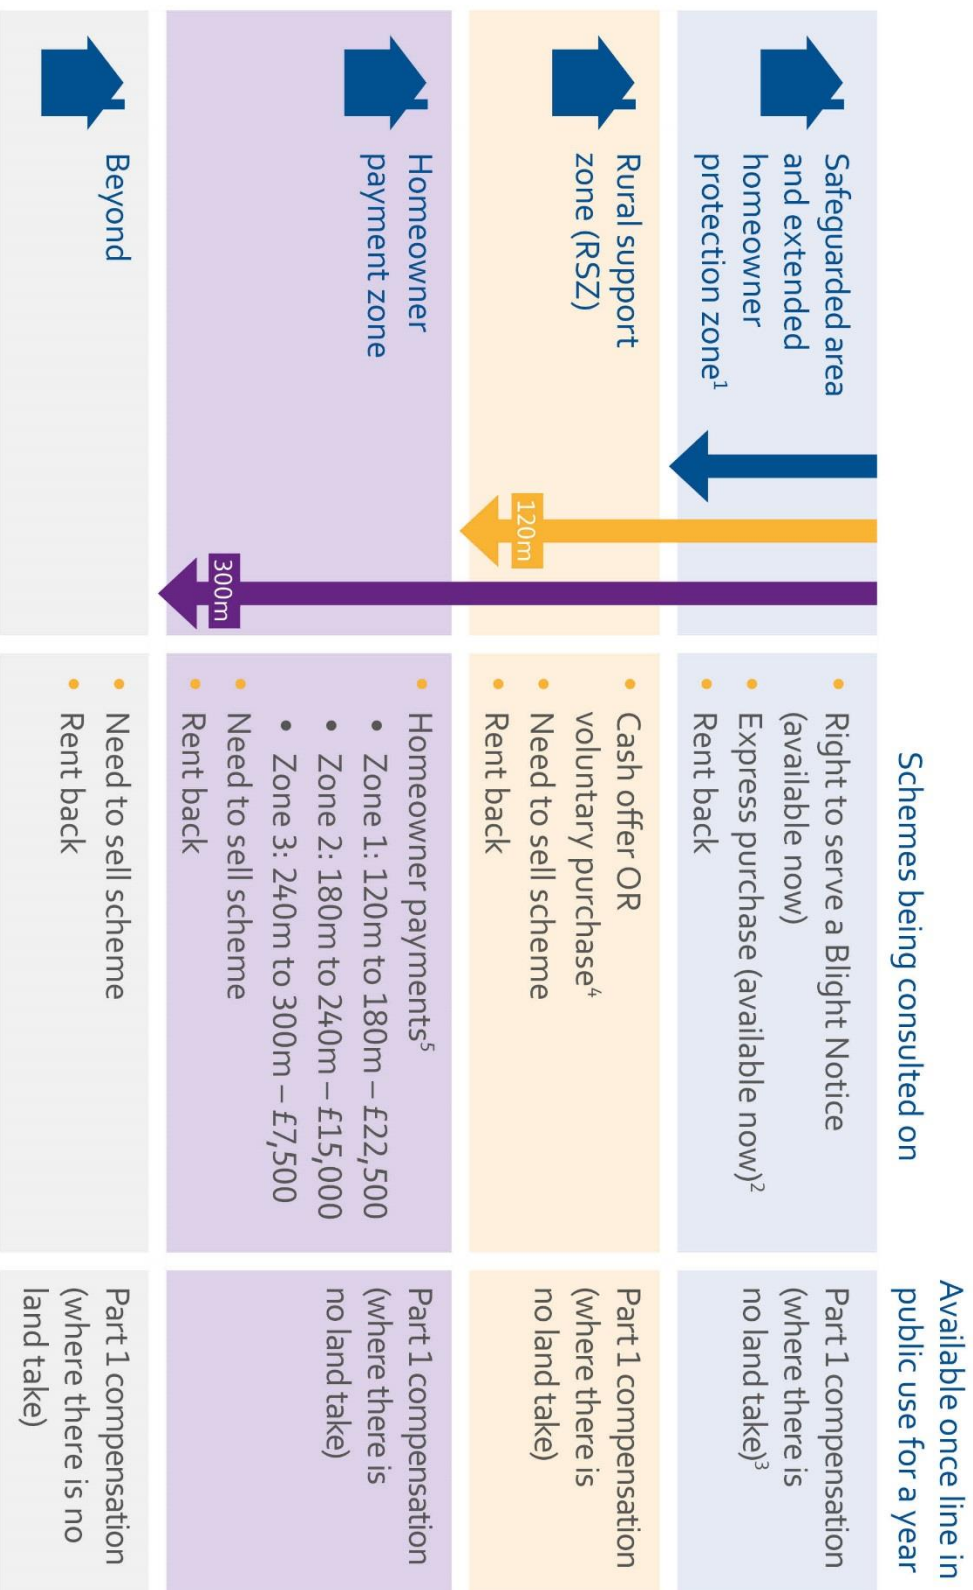 Schemes being consulted on
Available once line in
public use for a year
Safeguarded area
and extended
homeowner
protection zone¹
• Right to serve a Blight Notice
(available now)
• Express purchase (available now)²
• Rent back
Part 1 compensation
(where there is
no land take)³
Rural support
zone (RSZ)
120m
• Cash offer OR
voluntary purchase⁴
• Need to sell scheme
• Rent back
Part 1 compensation
(where there is
no land take)
Homeowner
payment zone
300m
• Homeowner payments⁵
• Zone 1: 120m to 180m – £22,500
• Zone 2: 180m to 240m – £15,000
• Zone 3: 240m to 300m – £7,500
• Need to sell scheme
• Rent back
Part 1 compensation
(where there is
no land take)
Beyond
• Need to sell scheme
• Rent back
Part 1 compensation
(where there is no
land take)